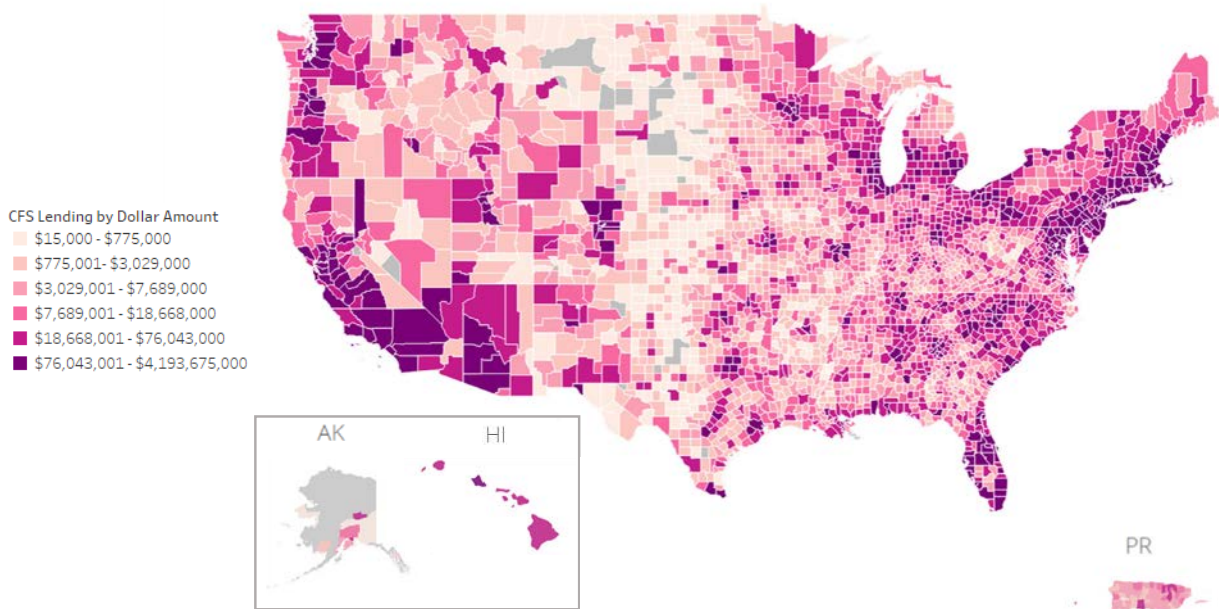 CFS Lending by Dollar Amount
$15,000 - $775,000
$775,001 - $3,029,000
$3,029,001 - $7,689,000
$7,689,001 - $18,668,000
$18,668,001 - $76,043,000
$76,043,001 - $4,193,675,000
AK
HI
PR